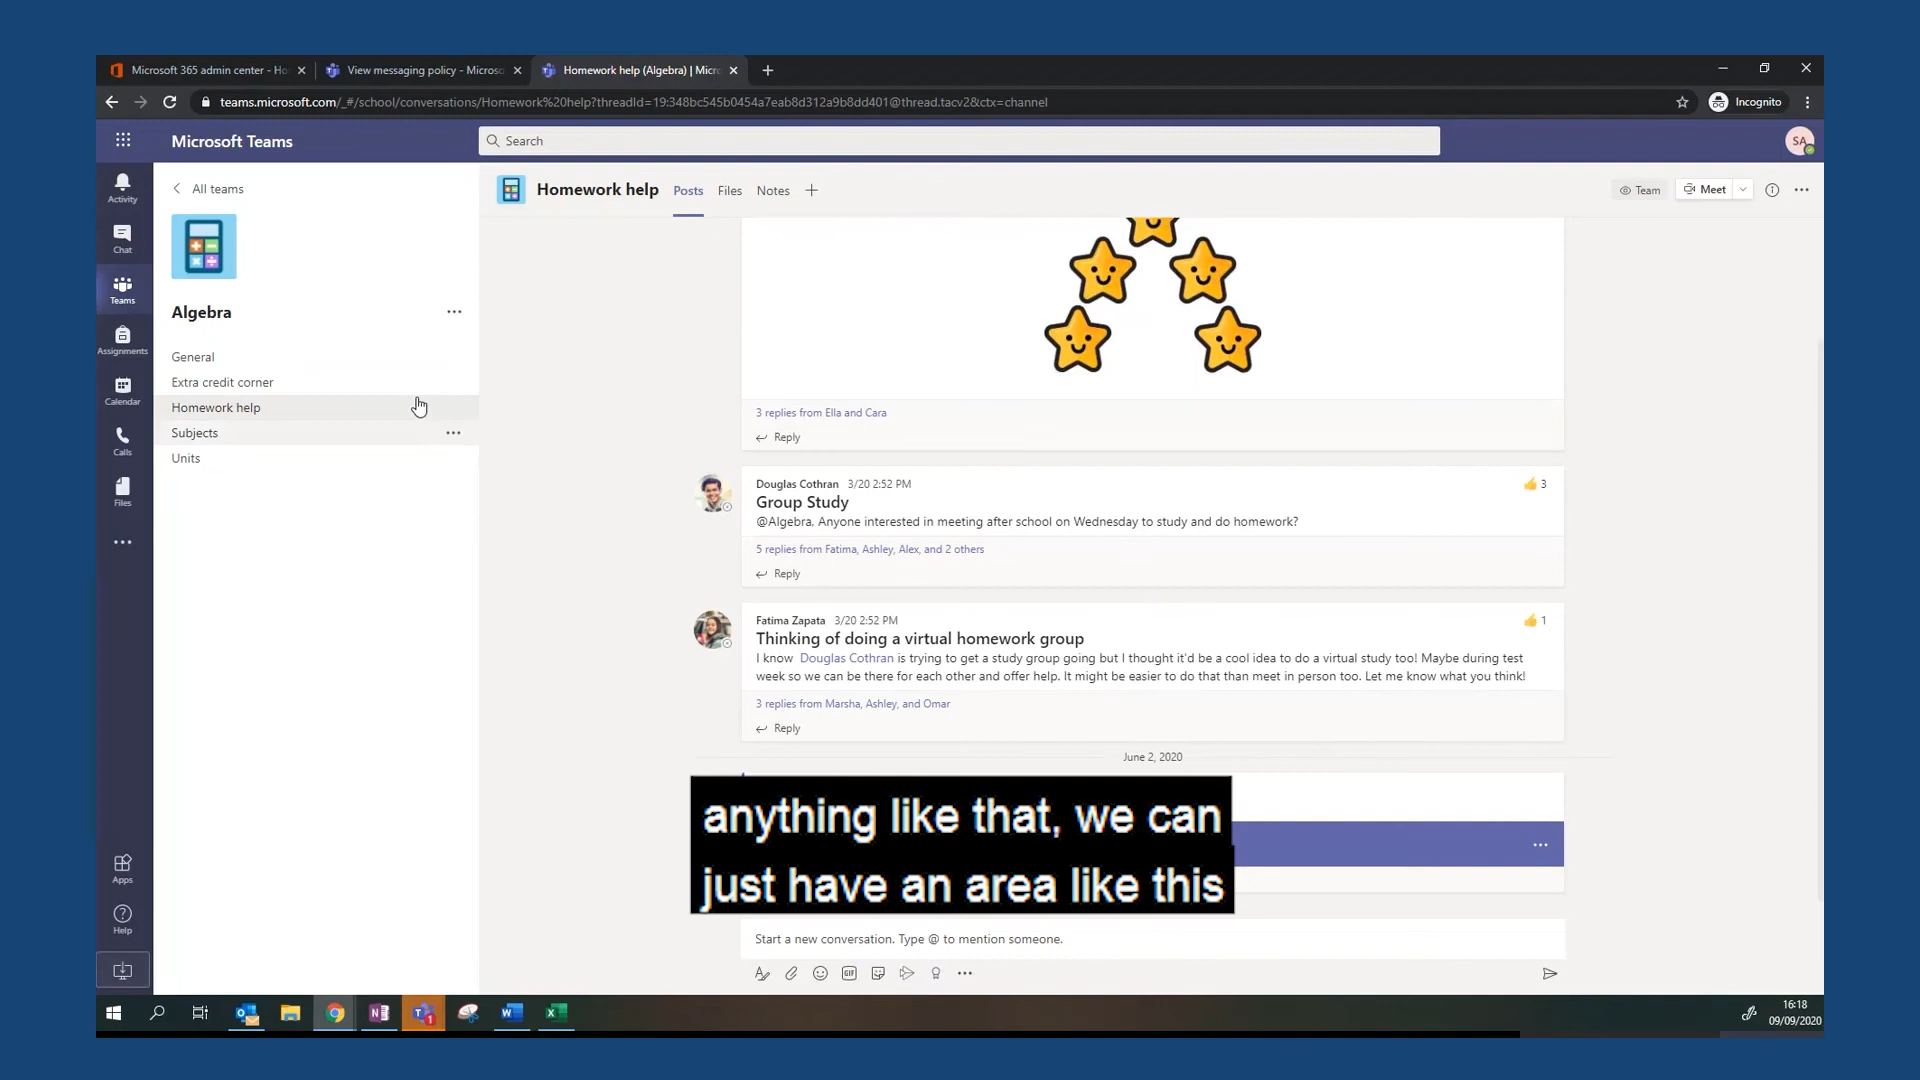 Microsoft 365 admin center - Ho
View messaging policy - Microso
Homework help (Algebra) | Micr
teams.microsoft.com/_#/school/conversations/Homework%20help?threadId=19:348bc545b0454a7eab8d312a9b8dd401@thread.tacv2&ctx=channel
Incognito
Microsoft Teams
Search
SA
Activity
Chat
Teams
Assignments
Calendar
Calls
Files
Apps
Help
All teams
Algebra
General
Extra credit corner
Homework help
Subjects
Units
Homework help
Posts
Files
Notes
Team
Meet
3 replies from Ella and Cara
Reply
Douglas Cothran 3/20 2:52 PM
3
Group Study
@Algebra, Anyone interested in meeting after school on Wednesday to study and do homework?
5 replies from Fatima, Ashley, Alex, and 2 others
Reply
Fatima Zapata 3/20 2:52 PM
1
Thinking of doing a virtual homework group
I know Douglas Cothran is trying to get a study group going but I thought it'd be a cool idea to do a virtual study too! Maybe during test
week so we can be there for each other and offer help. It might be easier to do that than meet in person too. Let me know what you think!
3 replies from Marsha, Ashley, and Omar
Reply
June 2, 2020
anything like that, we can
just have an area like this
Start a new conversation. Type @ to mention someone.
GIF
16:18
09/09/2020